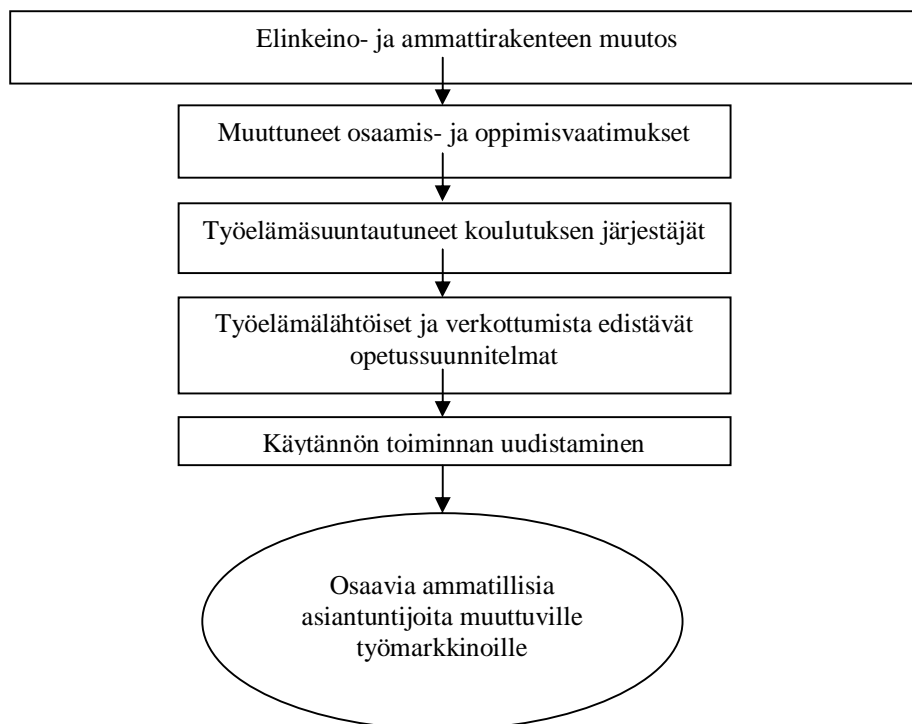 Elinkeino- ja ammattirakenteen muutos
Muuttuneet osaamis- ja oppimisvaatimukset
Työelämäsuuntautuneet koulutuksen järjestäjät
Työelämälähtöiset ja verkottumista edistävät
opetussuunnitelmat
Käytännön toiminnan uudistaminen
Osaavia ammatillisia
asiantuntijoita muuttuville
työmarkkinoille